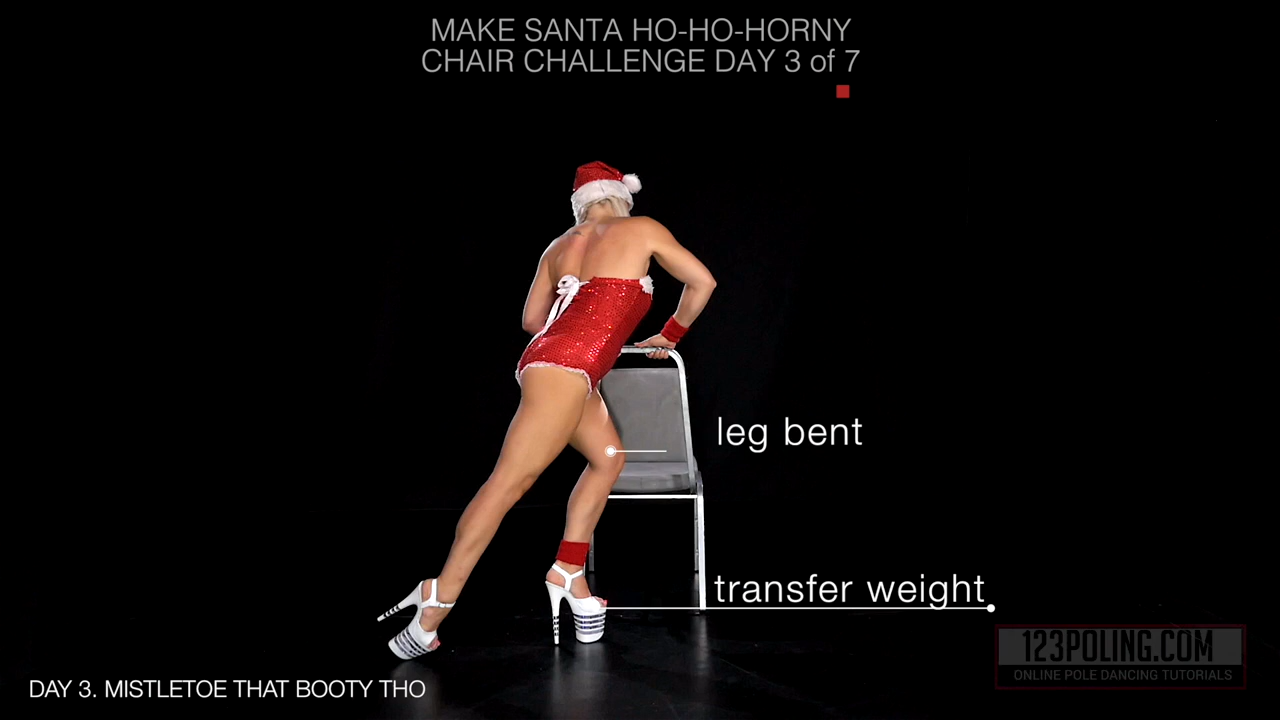 MAKE SANTA HO-HO-HORNY
CHAIR CHALLENGE DAY 3 of 7
leg bent
transfer weight
123POLING.COM
ONLINE POLE DANCING TUTORIALS
DAY 3. MISTLETOE THAT BOOTY THO